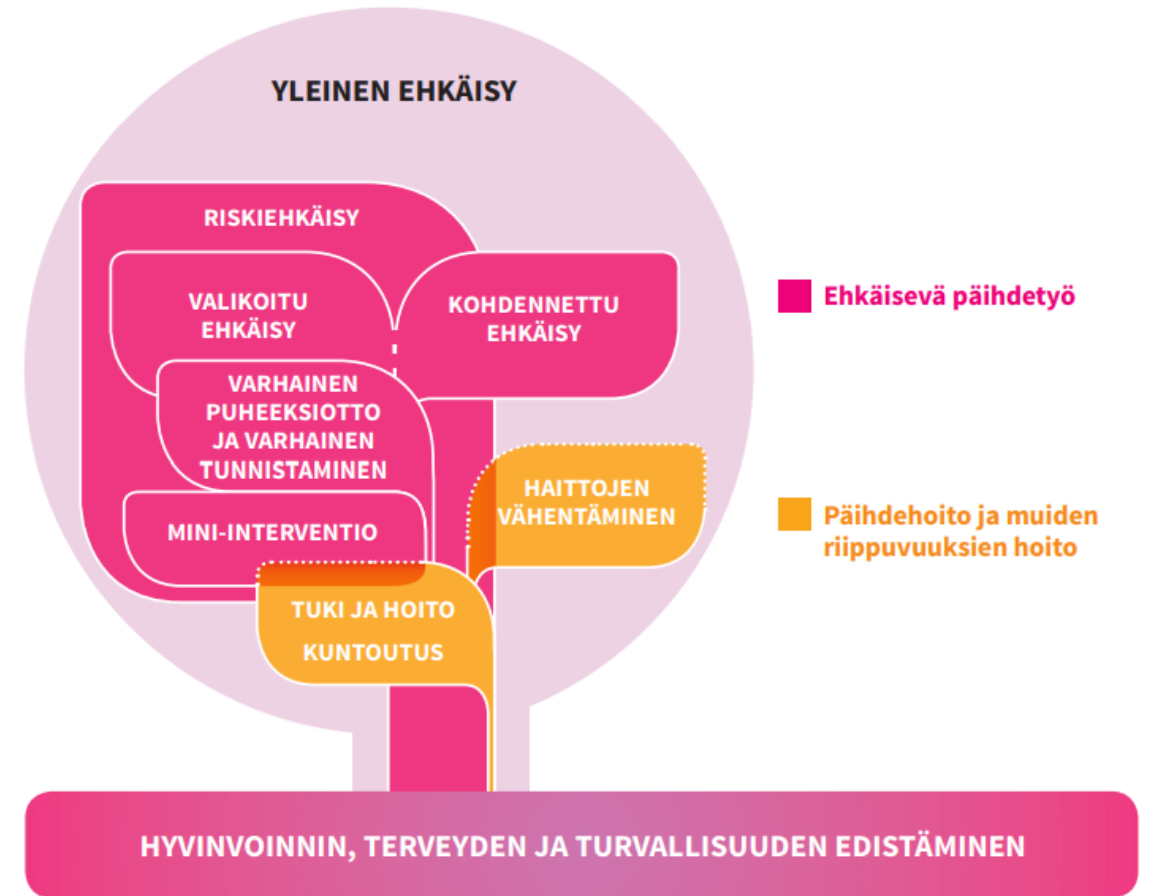 YLEINEN EHKÄISY
RISKIEHKÄISY
VALIKOITU
EHKÄISY
KOHDENNETTU
EHKÄISY
VARHAINEN
PUHEEKSIOTTO
JA VARHAINEN
TUNNISTAMINEN
MINI-INTERVENTIO
HAITTOJEN
VÄHENTÄMINEN
TUKI JA HOITO
KUNTOUTUS
Ehkäisevä päihdetyö
Päihdehoito ja muiden
riippuvuuksien hoito
HYVINVOINNIN, TERVEYDEN JA TURVALLISUUDEN EDISTÄMINEN